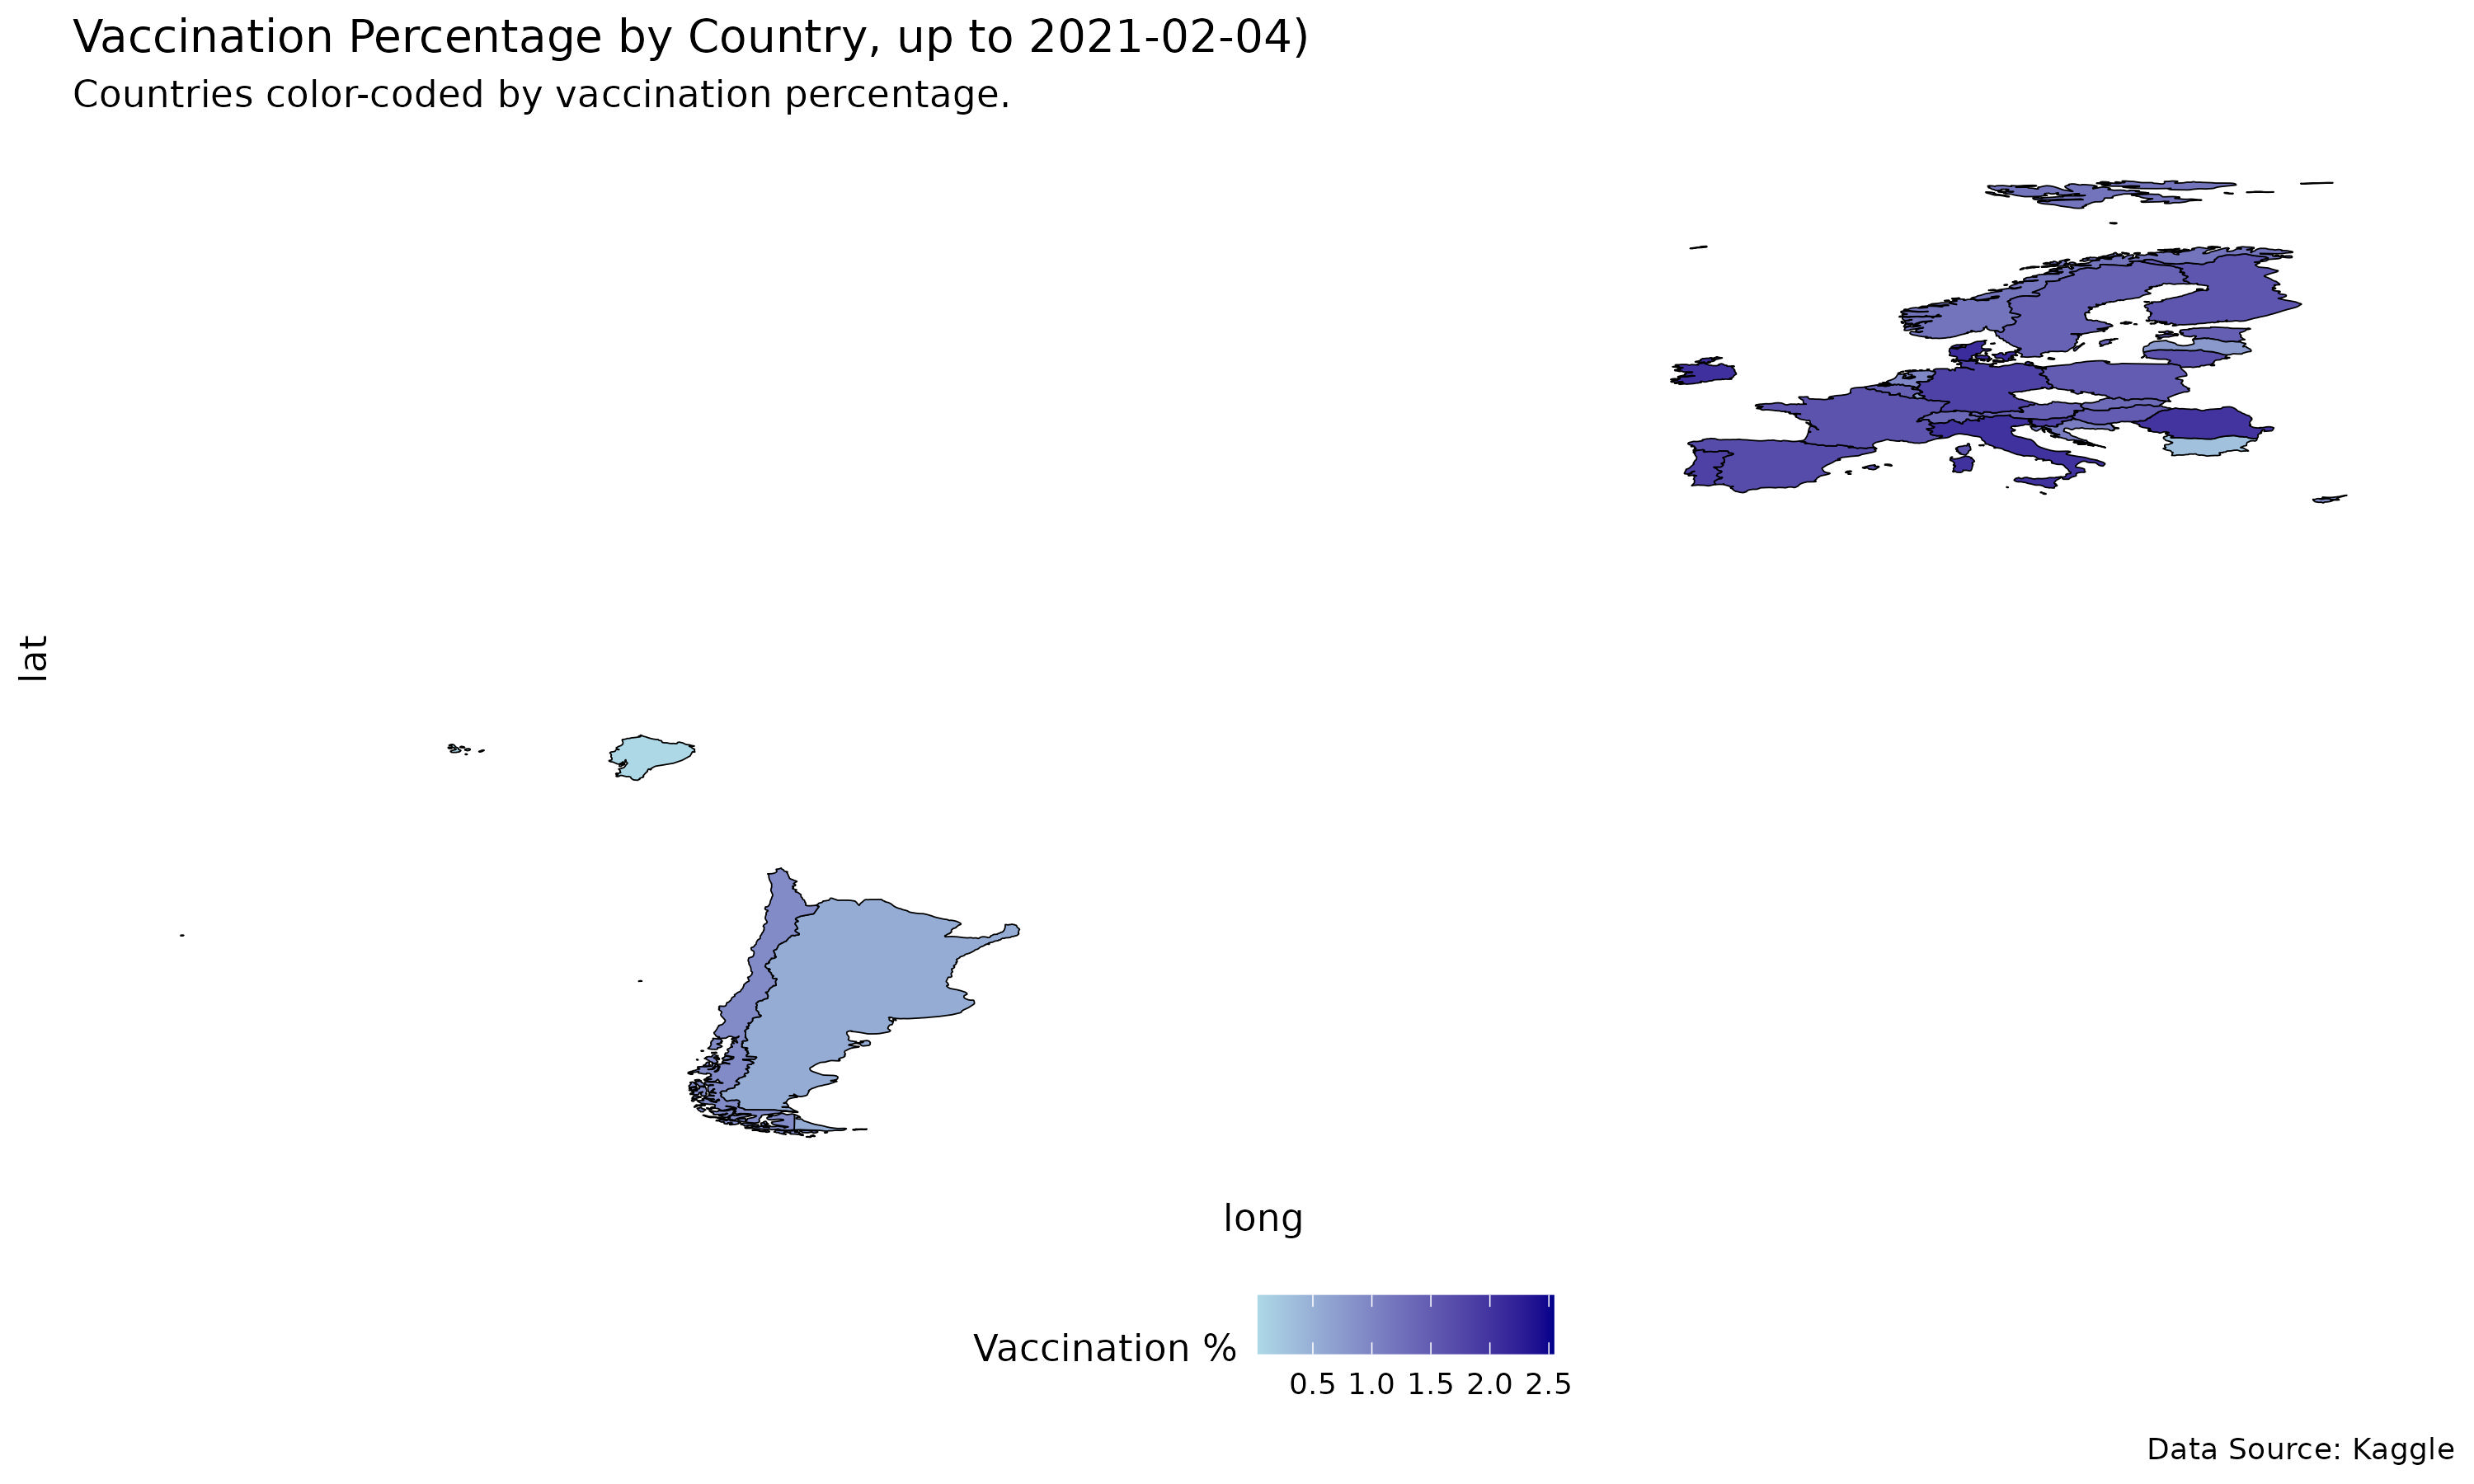 Vaccination Percentage by Country, up to 2021-02-04)
Countries color-coded by vaccination percentage.
lat
long
Vaccination %
0.5 1.0 1.5 2.0 2.5
Data Source: Kaggle